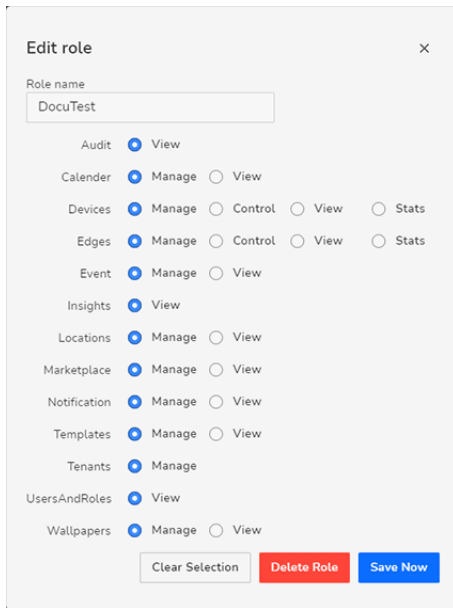 Edit role
Role name
DocuTest
Audit View
Calender Manage View
Devices Manage Control View Stats
Edges Manage Control View Stats
Event Manage View
Insights View
Locations Manage View
Marketplace Manage View
Notification Manage View
Templates Manage View
Tenants Manage
UsersAndRoles View
Wallpapers Manage View
Clear Selection Delete Role Save Now